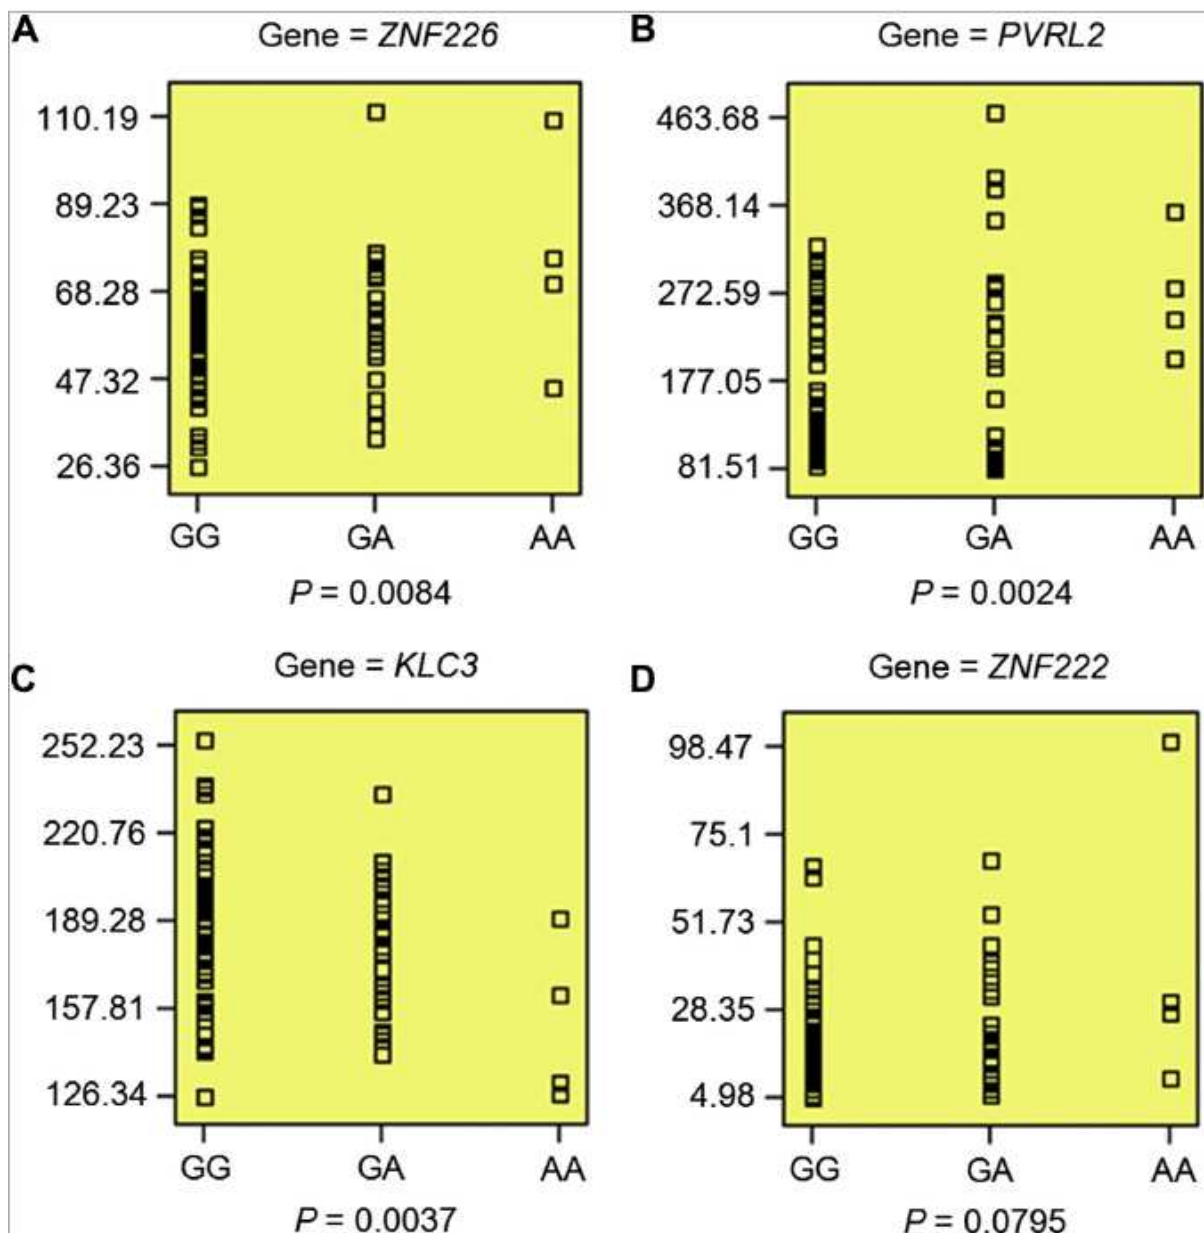 A
Gene = ZNF226
110.19
89.23
68.28
47.32
26.36
GG GA AA
P = 0.0084
B
Gene = PVRL2
463.68
368.14
272.59
177.05
81.51
GG GA AA
P = 0.0024
C
Gene = KLC3
252.23
220.76
189.28
157.81
126.34
GG GA AA
P = 0.0037
D
Gene = ZNF222
98.47
75.1
51.73
28.35
4.98
GG GA AA
P = 0.0795